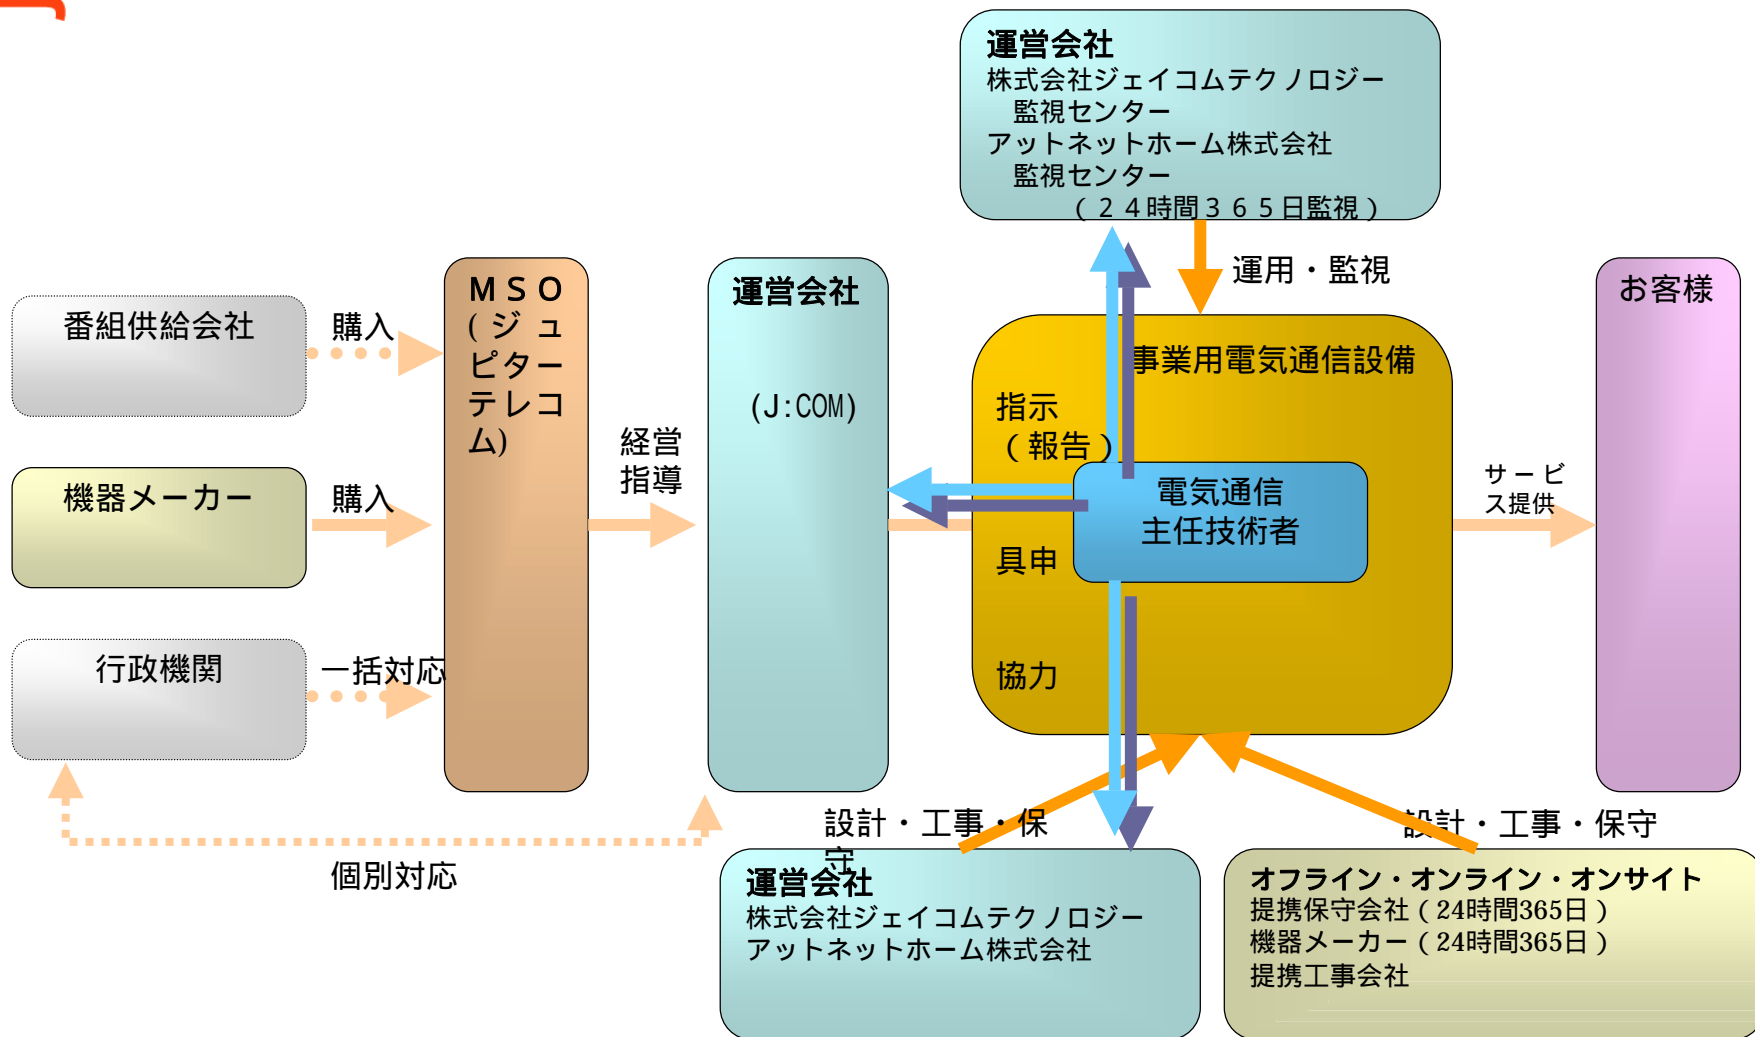 運営会社
株式会社ジェイコムテクノロジー
監視センター
アットネットホーム株式会社
監視センター
（２４時間３６５日監視）
運用・監視
番組供給会社
購入
機器メーカー
購入
行政機関
一括対応
ＭＳＯ
(ジュ
ピター
テレコ
ム)
経営
指導
運営会社
(J:COM)
事業用電気通信設備
指示
（報告）
電気通信
主任技術者
具申
協力
サービ
ス提供
お客様
個別対応
設計・工事・保
守
設計・工事・保守
運営会社
株式会社ジェイコムテクノロジー
アットネットホーム株式会社
オフライン・オンライン・オンサイト
提携保守会社（24時間365日）
機器メーカー（24時間365日）
提携工事会社